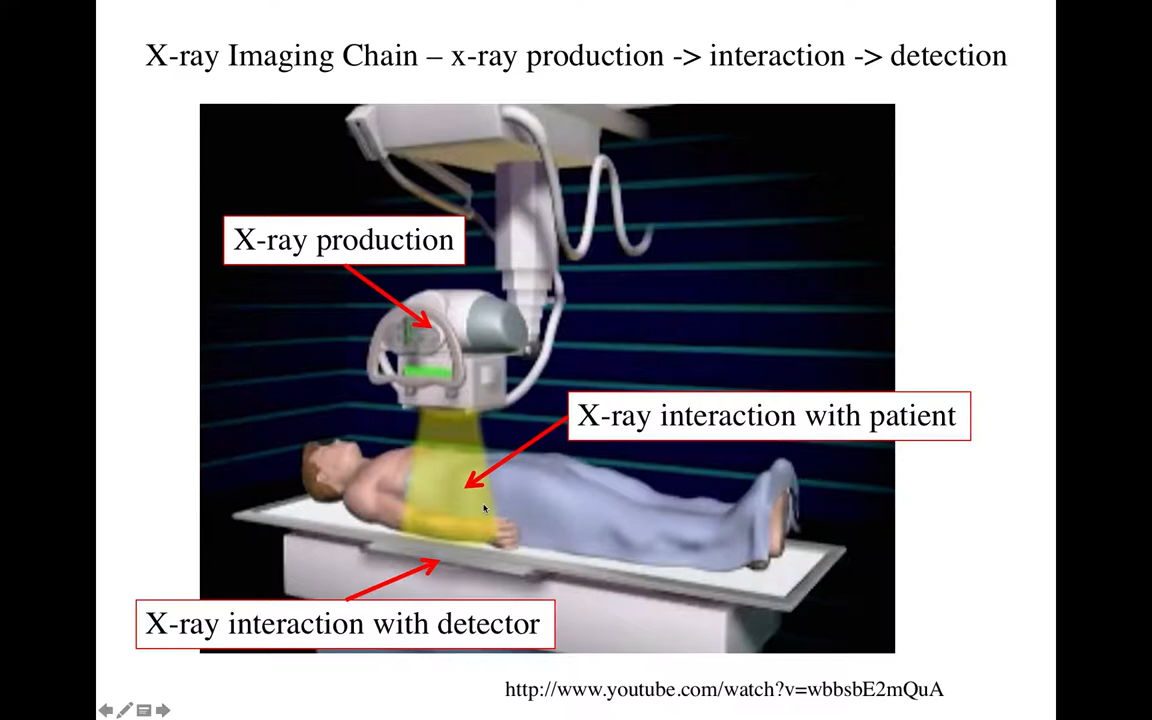 X-ray Imaging Chain – x-ray production -> interaction -> detection
X-ray production
X-ray interaction with patient
X-ray interaction with detector
http://www.youtube.com/watch?v=wbbsbE2mQuA